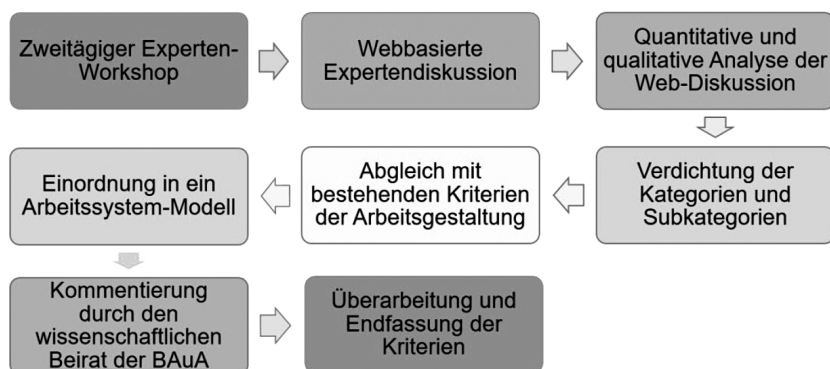 Zweitägiger Experten-
Workshop
Webbasierte
Expertendiskussion
Quantitative und
qualitative Analyse der
Web-Diskussion
Verdichtung der
Kategorien und
Subkategorien
Abgleich mit
bestehenden Kriterien
der Arbeitsgestaltung
Einordnung in ein
Arbeitssystem-Modell
Kommentierung
durch den
wissenschaftlichen
Beirat der BAuA
Überarbeitung und
Endfassung der
Kriterien